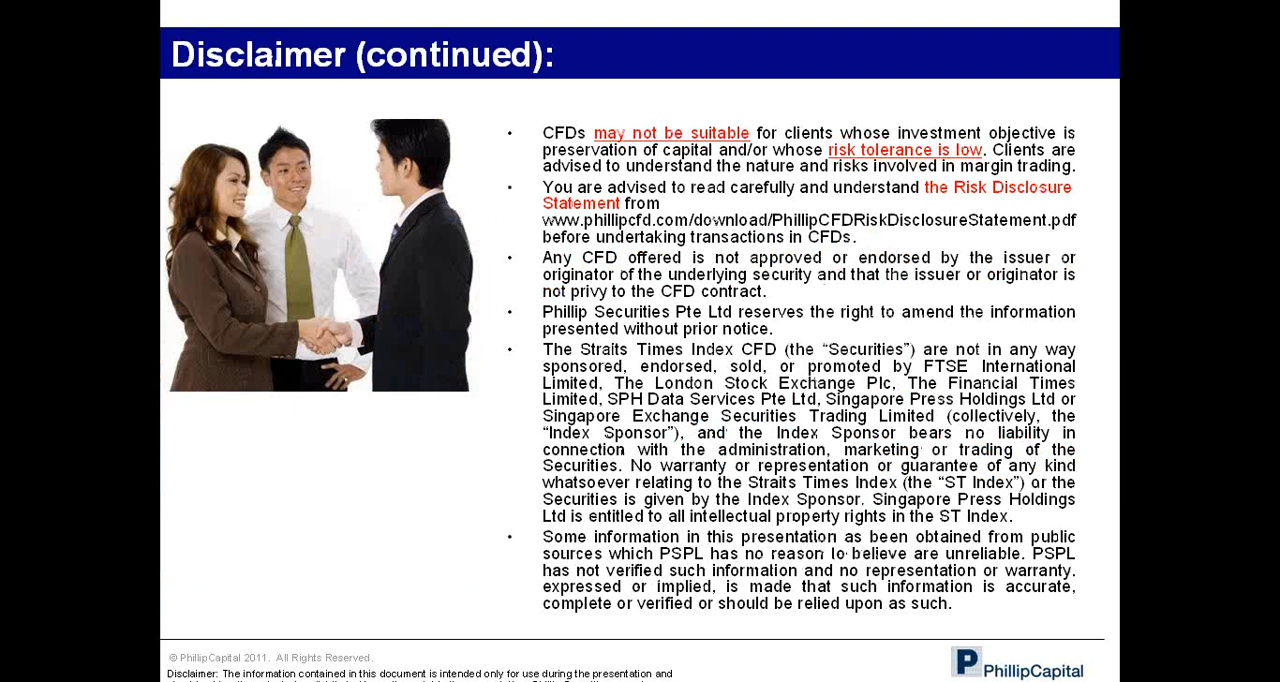 Disclaimer (continued):
• CFDs may not be suitable for clients whose investment objective is
preservation of capital and/or whose risk tolerance is low. Clients are
advised to understand the nature and risks involved in margin trading.
• You are advised to read carefully and understand the Risk Disclosure
Statement from
www.phillipcfd.com/download/PhillipCFDRiskDisclosureStatement.pdf
before undertaking transactions in CFDs.
• Any CFD offered is not approved or endorsed by the issuer or
originator of the underlying security and that the issuer or originator is
not privy to the CFD contract.
• Phillip Securities Pte Ltd reserves the right to amend the information
presented without prior notice.
• The Straits Times Index CFD (the “Securities”) are not in any way
sponsored, endorsed, sold, or promoted by FTSE International
Limited, The London Stock Exchange Plc, The Financial Times
Limited, SPH Data Services Pte Ltd, Singapore Press Holdings Ltd or
Singapore Exchange Securities Trading Limited (collectively, the
“Index Sponsor”), and the Index Sponsor bears no liability in
connection with the administration, marketing or trading of the
Securities. No warranty or representation or guarantee of any kind
whatsoever relating to the Straits Times Index (the “ST Index”) or the
Securities is given by the Index Sponsor. Singapore Press Holdings
Ltd is entitled to all intellectual property rights in the ST Index.
• Some information in this presentation as been obtained from public
sources which PSPL has no reason to believe are unreliable. PSPL
has not verified such information and no representation or warranty.
expressed or implied, is made that such information is accurate,
complete or verified or should be relied upon as such.
© PhillipCapital 2011. All Rights Reserved.
Disclaimer: The information contained in this document is intended only for use during the presentation and
P PhillipCapital